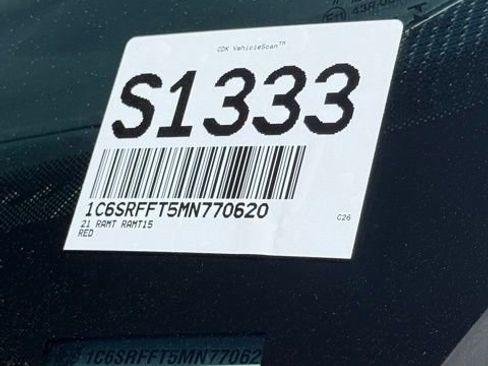 CDK VehicleScan™
S1333
1C6SRFFT5MN770620
21 RAMT RAMT15
RED
C26
1C6SRFFT5MN77062